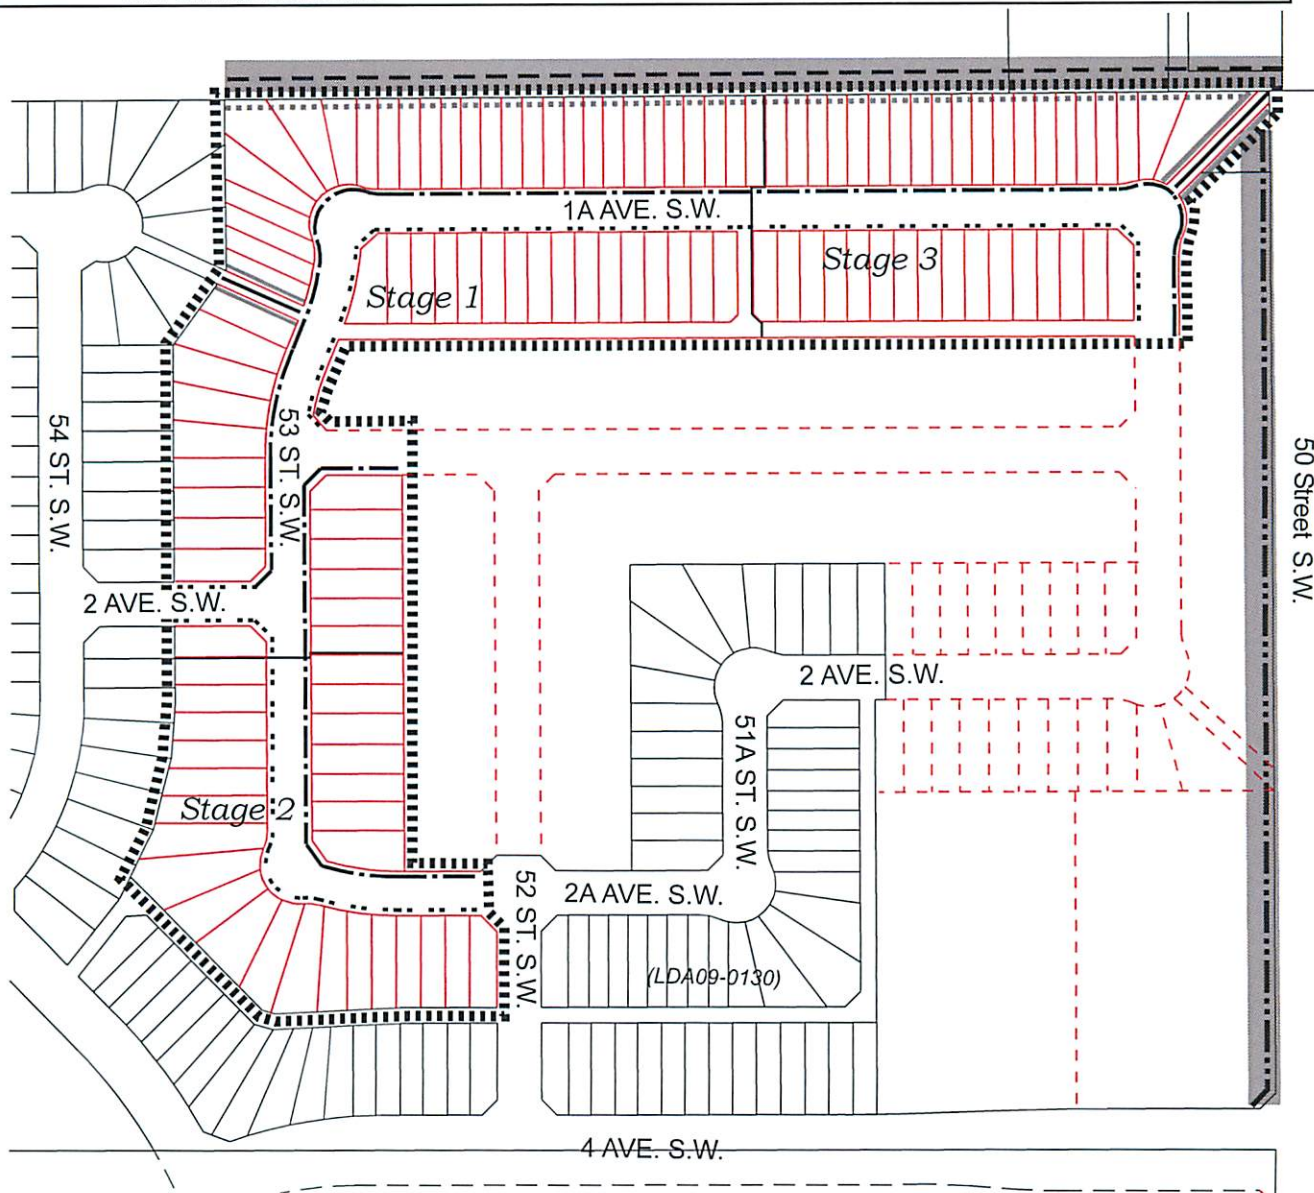 1A AVE. S.W.
Stage 3
Stage 1
54 ST. S.W.
53 ST. S.W.
50 Street S.W.
2 AVE. S.W.
2 AVE. S.W.
51A ST. S.W.
Stage 2
52 ST. S.W.
2A AVE. S.W.
(LDA09-0130)
4 AVE. S.W.